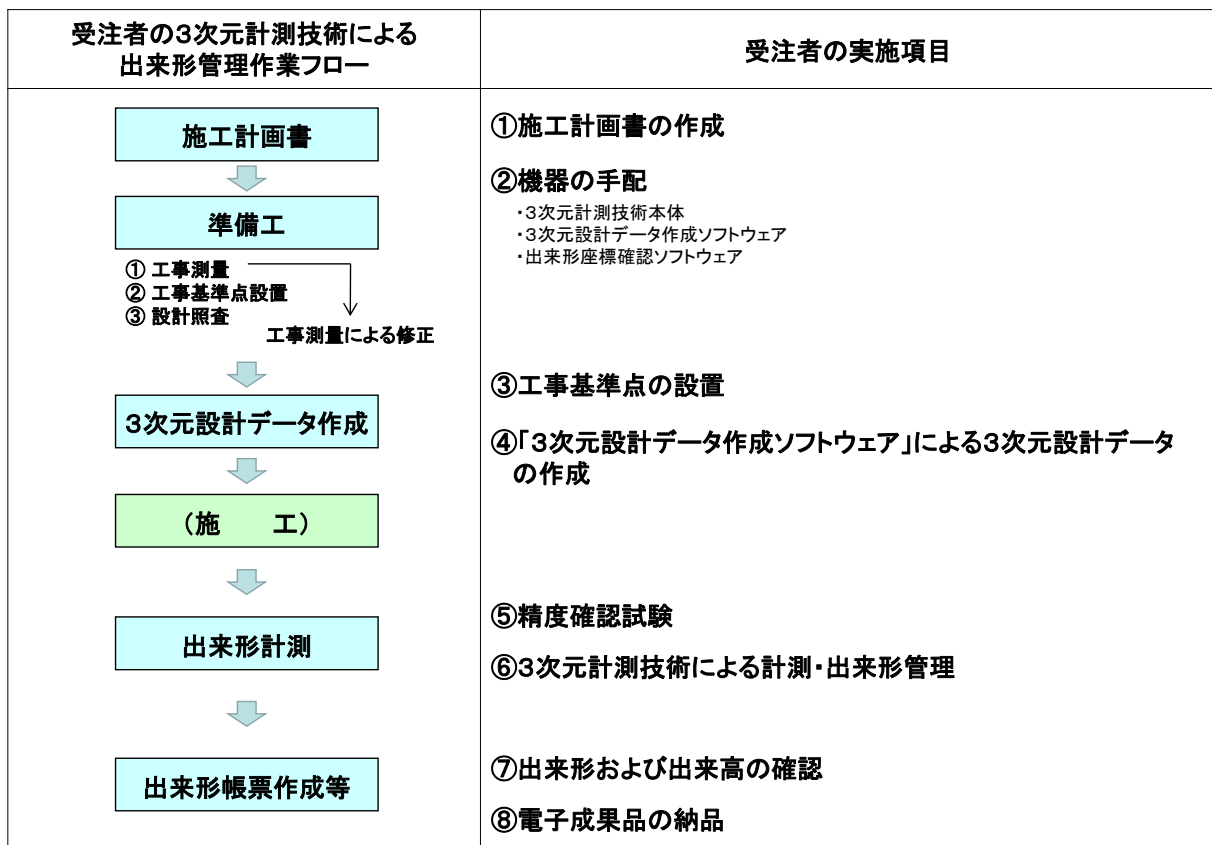 受注者の３次元計測技術による
出来形管理作業フロー
受注者の実施項目
施工計画書
準備工
① 工事測量
② 工事基準点設置
③ 設計照査
工事測量による修正
３次元設計データ作成
（施　　工）
出来形計測
出来形帳票作成等
①施工計画書の作成
②機器の手配
・３次元計測技術本体
・３次元設計データ作成ソフトウェア
・出来形座標確認ソフトウェア
③工事基準点の設置
④「３次元設計データ作成ソフトウェア」による３次元設計データ
の作成
⑤精度確認試験
⑥３次元計測技術による計測・出来形管理
⑦出来形および出来高の確認
⑧電子成果品の納品